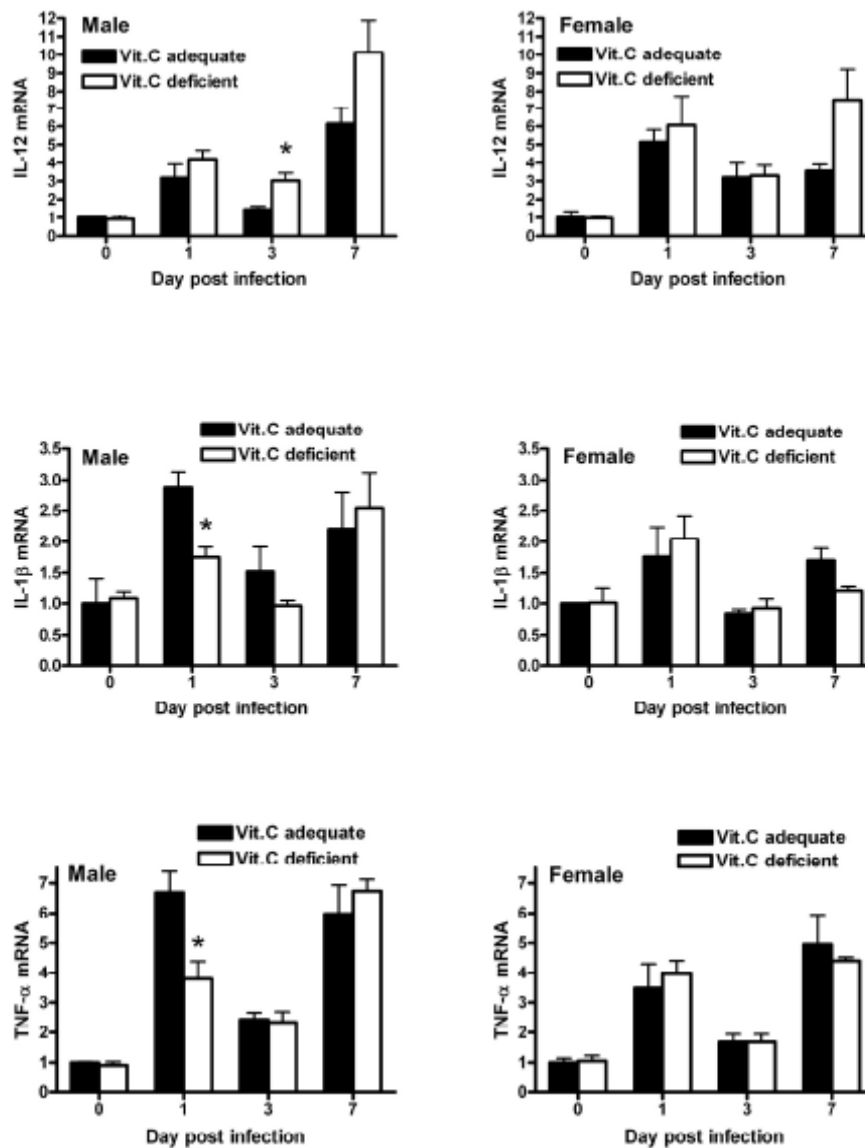 Male
Vit.C adequate
Vit.C deficient
IL-12 mRNA
12
11
10
9
8
7
6
5
4
3
2
1
0
*
0 1 3 7
Day post infection
Female
Vit.C adequate
Vit.C deficient
IL-12 mRNA
12
11
10
9
8
7
6
5
4
3
2
1
0
0 1 3 7
Day post infection
Vit.C adequate
Vit.C deficient
Male
IL-1β mRNA
3.5
3.0
2.5
2.0
1.5
1.0
0.5
0.0
*
0 1 3 7
Day post infection
Vit.C adequate
Vit.C deficient
Female
IL-1β mRNA
3.5
3.0
2.5
2.0
1.5
1.0
0.5
0.0
0 1 3 7
Day post infection
Vit.C adequate
Vit.C deficient
Male
TNF-α mRNA
7
6
5
4
3
2
1
0
*
0 1 3 7
Day post infection
Vit.C adequate
Vit.C deficient
Female
TNF-α mRNA
7
6
5
4
3
2
1
0
0 1 3 7
Day post infection